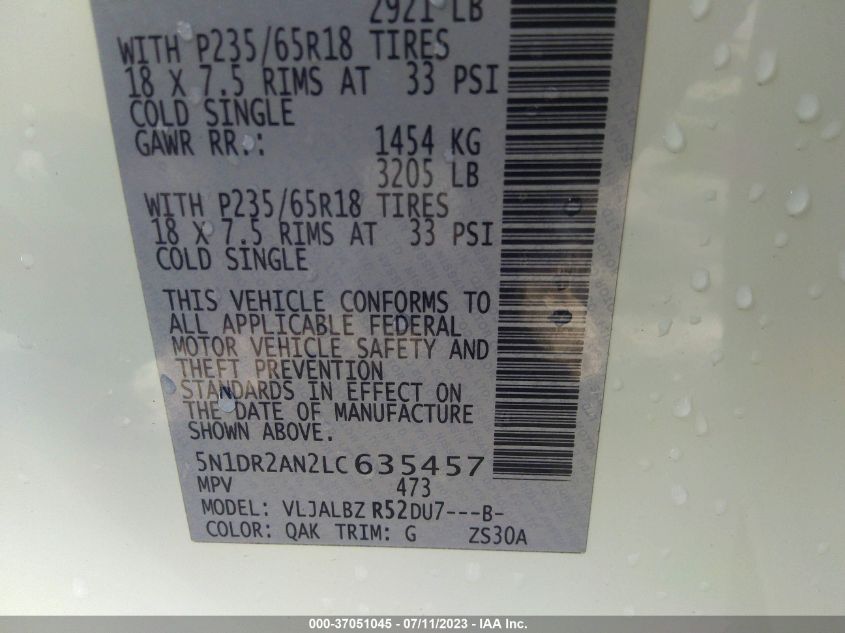 2921 LB
WITH P235/65R18 TIRES
18 X 7.5 RIMS AT 33 PSI
COLD SINGLE
GAWR RR.: 1454 KG
3205 LB
WITH P235/65R18 TIRES
18 X 7.5 RIMS AT 33 PSI
COLD SINGLE
THIS VEHICLE CONFORMS TO
ALL APPLICABLE FEDERAL
MOTOR VEHICLE SAFETY AND
THEFT PREVENTION
STANDARDS IN EFFECT ON
THE DATE OF MANUFACTURE
SHOWN ABOVE.
5N1DR2AN2LC635457
MPV 473
MODEL: VLJALBZ R52DU7---B-
COLOR: QAK TRIM: G ZS30A
000-37051045 - 07/11/2023 - IAA Inc.